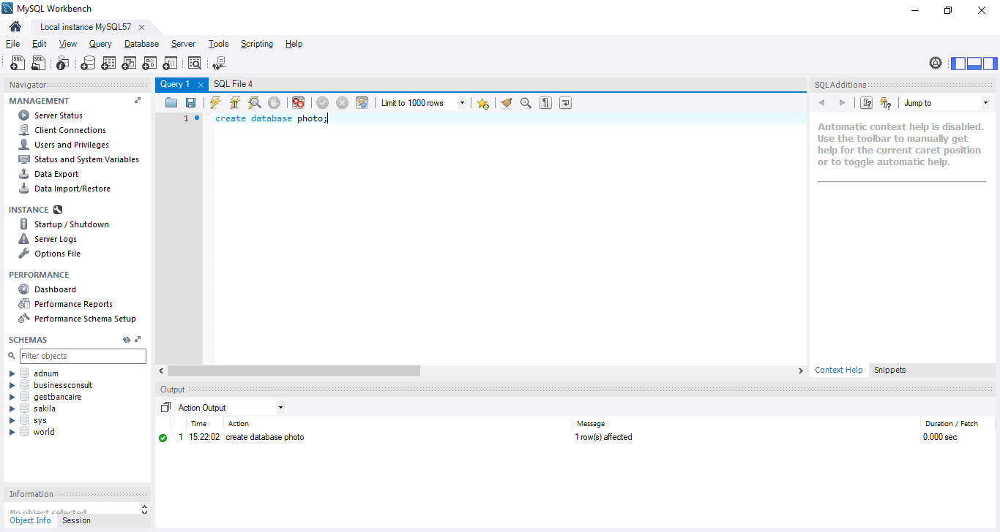 MySQL Workbench
Local instance MySQL57
File Edit View Query Database Server Tools Scripting Help
Navigator
MANAGEMENT
Server Status
Client Connections
Users and Privileges
Status and System Variables
Data Export
Data Import/Restore
INSTANCE
Startup / Shutdown
Server Logs
Options File
PERFORMANCE
Dashboard
Performance Reports
Performance Schema Setup
SCHEMAS
Filter objects
adnum
businessconsult
gestbancaire
sakila
sys
world
Information
No object selected
Object Info Session
Query 1 SQL File 4
Limit to 1000 rows
1 create database photo;
Output
Action Output
Time Action Message Duration / Fetch
1 15:22:02 create database photo 1 row(s) affected 0.000 sec
SQLAdditions
Jump to
Automatic context help is disabled.
Use the toolbar to manually get
help for the current caret position
or to toggle automatic help.
Context Help Snippets